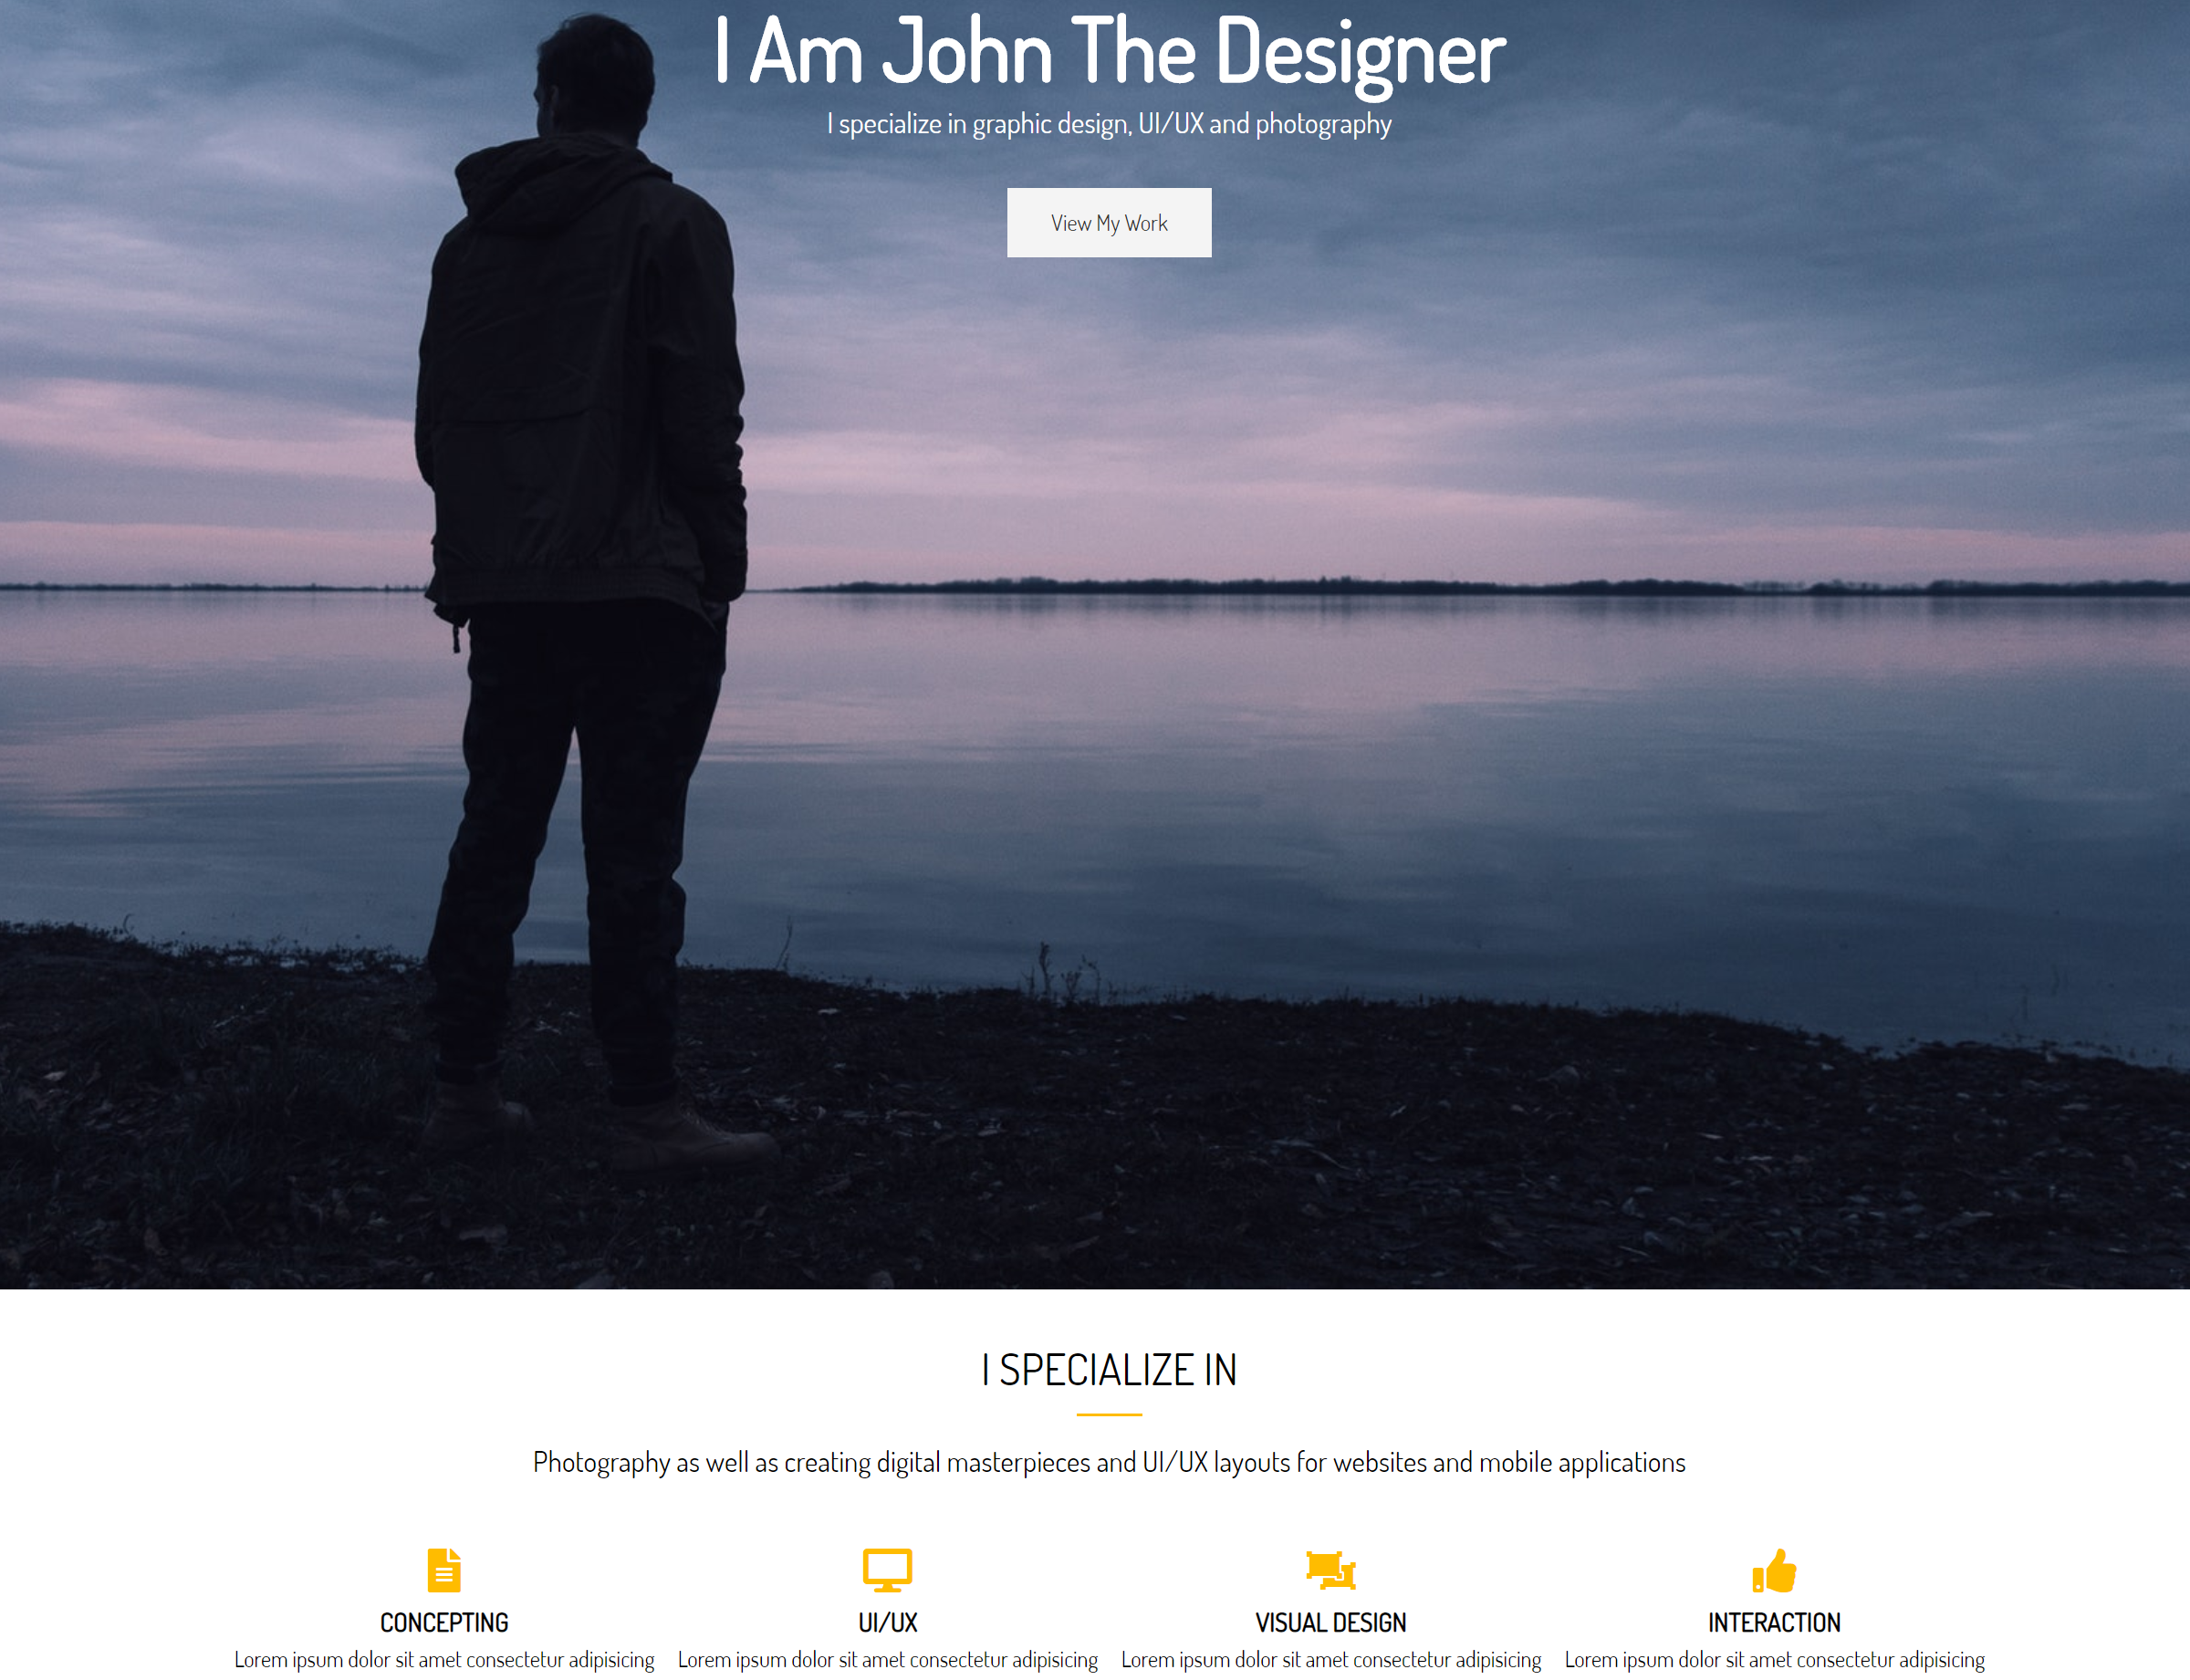 I Am John The Designer
I specialize in graphic design, UI/UX and photography
View My Work
I SPECIALIZE IN
Photography as well as creating digital masterpieces and UI/UX layouts for websites and mobile applications
CONCEPTING
Lorem ipsum dolor sit amet consectetur adipisicing
UI/UX
Lorem ipsum dolor sit amet consectetur adipisicing
VISUAL DESIGN
Lorem ipsum dolor sit amet consectetur adipisicing
INTERACTION
Lorem ipsum dolor sit amet consectetur adipisicing